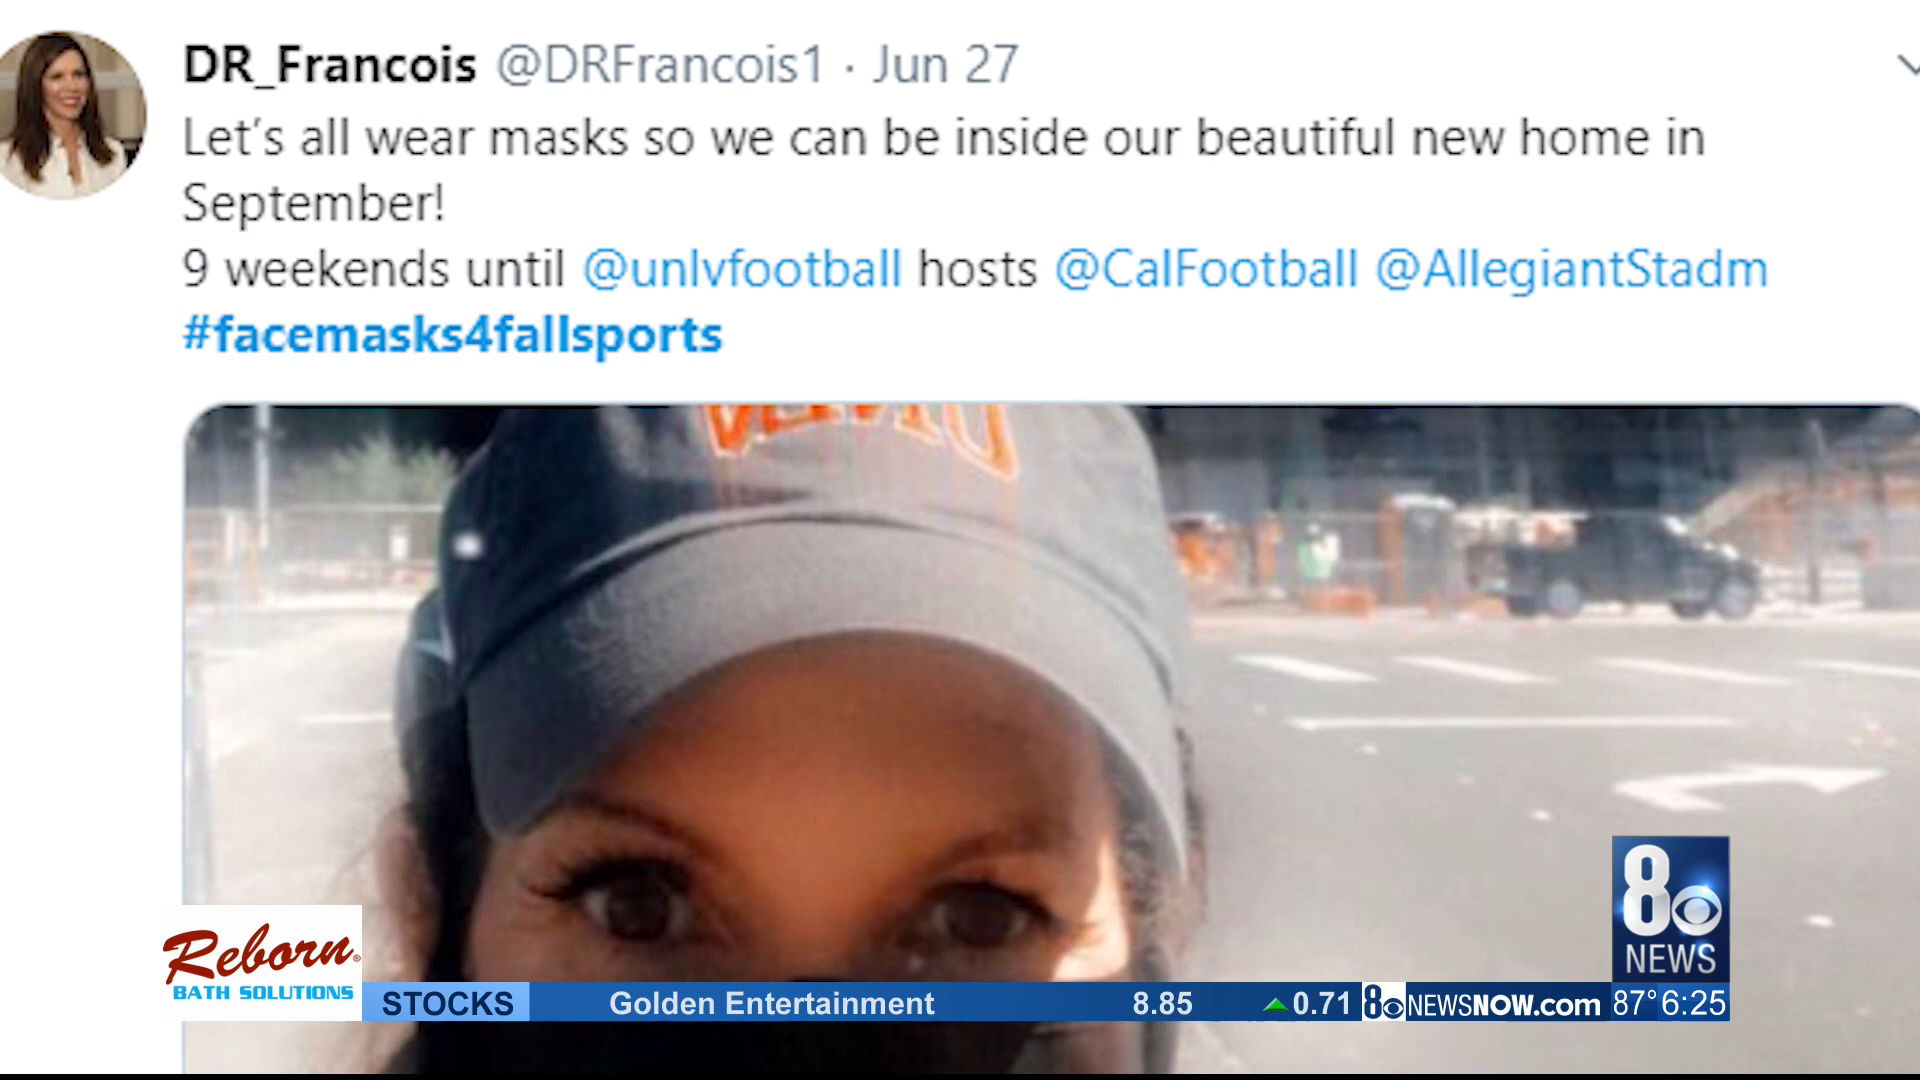 DR_Francois @DRFrancois1 · Jun 27
Let's all wear masks so we can be inside our beautiful new home in
September!
9 weekends until @unlvfootball hosts @CalFootball @AllegiantStadm
#facemasks4fallsports
8
NEWS
Reborn®
BATH SOLUTIONS
STOCKS Golden Entertainment 8.85 0.71 8 NEWSNOW.com 87° 6:25